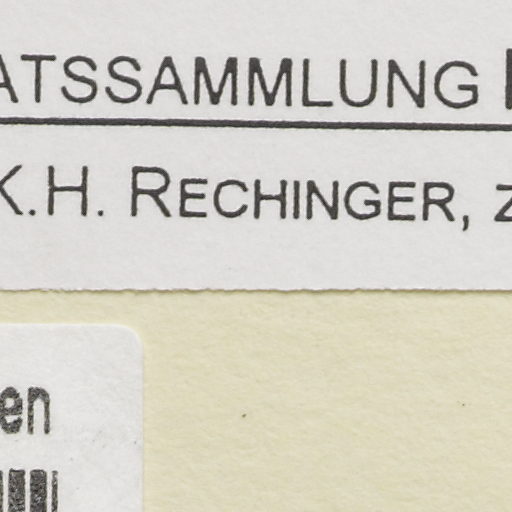 ATSSAMMLUNG
K.H. RECHINGER, Z
en